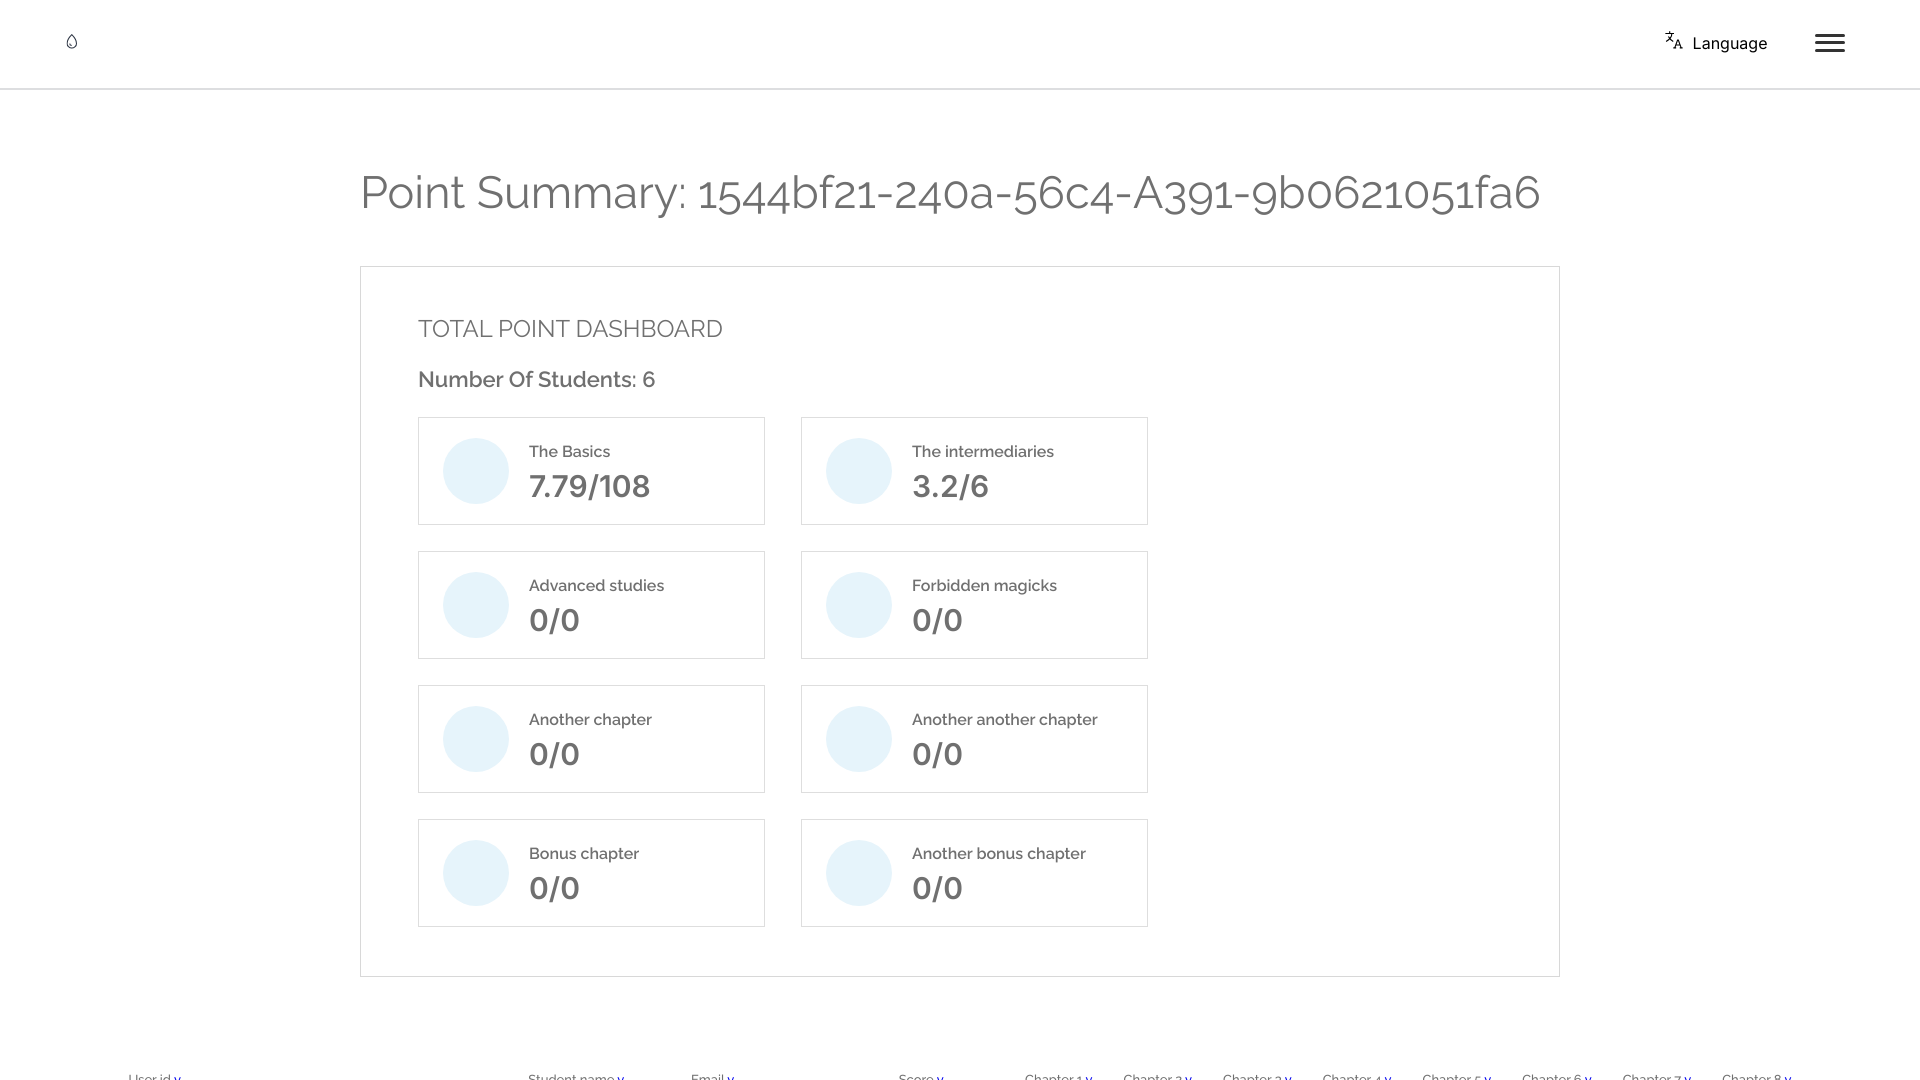 Language
Point Summary: 1544bf21-240a-56c4-A391-9b0621051fa6
TOTAL POINT DASHBOARD
Number Of Students: 6
The Basics
7.79/108
The intermediaries
3.2/6
Advanced studies
0/0
Forbidden magicks
0/0
Another chapter
0/0
Another another chapter
0/0
Bonus chapter
0/0
Another bonus chapter
0/0
User id v Student name v Email v Score v Chapter 1 v Chapter 2 v Chapter 3 v Chapter 4 v Chapter 5 v Chapter 6 v Chapter 7 v Chapter 8 v